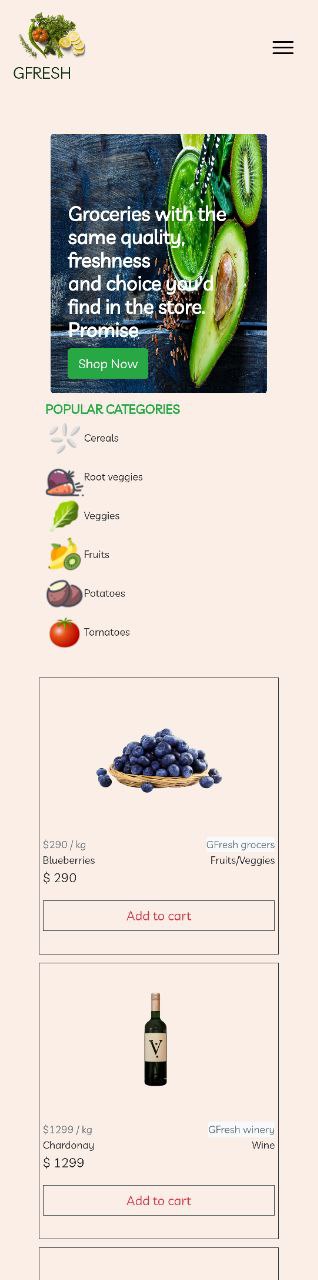 GFRESH
Groceries with the
same quality,
freshness
and choice you'd
find in the store.
Promise
Shop Now
POPULAR CATEGORIES
Cereals
Root veggies
Veggies
Fruits
Potatoes
Tomatoes
$290 / kg GFresh grocers
Blueberries Fruits/Veggies
$ 290
Add to cart
V
$1299 / kg GFresh winery
Chardonay Wine
$ 1299
Add to cart